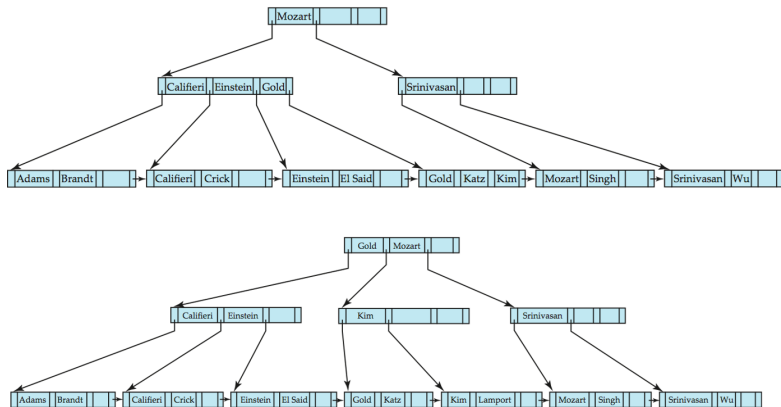 Mozart
Califieri Einstein Gold Srinivasan
Adams Brandt Califieri Crick Einstein El Said Gold Katz Kim Mozart Singh Srinivasan Wu
Gold Mozart
Califieri Einstein Kim Srinivasan
Adams Brandt Califieri Crick Einstein El Said Gold Katz Kim Lamport Mozart Singh Srinivasan Wu